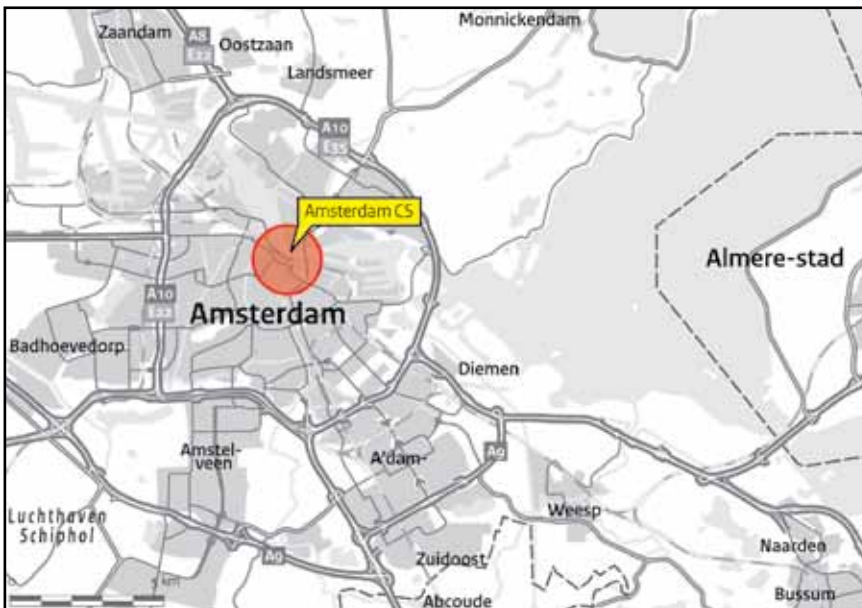 Monnickendam
Zaandam
A8
E22
Oostzaan
Landsmeer
A10
E35
Amsterdam CS
Almere-stad
A10
E22
Amsterdam
Badhoevedorp
Diemen
Amstel-
veen
A'dam-
A9
Luchthaven
Schiphol
Weesp
A9
Zuidoost
Naarden
Bussum
Abcoude
km